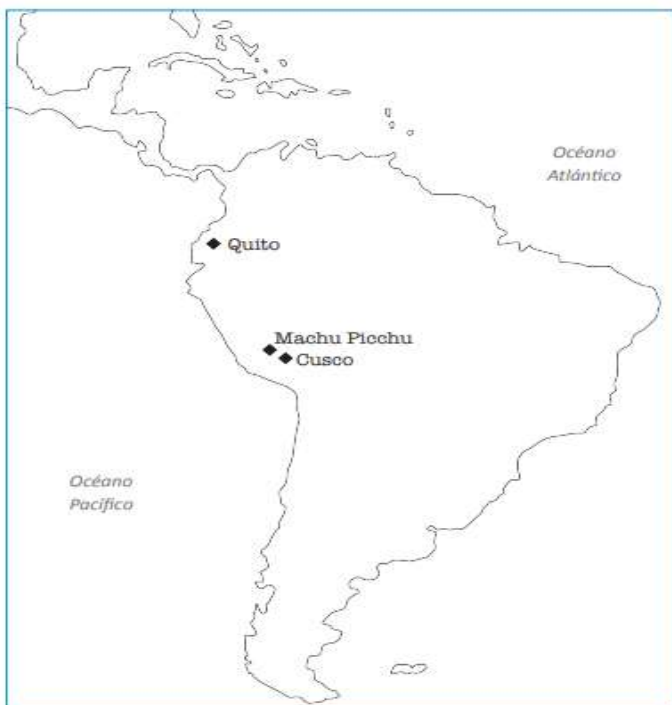 Océano
Atlántico
Quito
Machu Picchu
Cusco
Océano
Pacífico